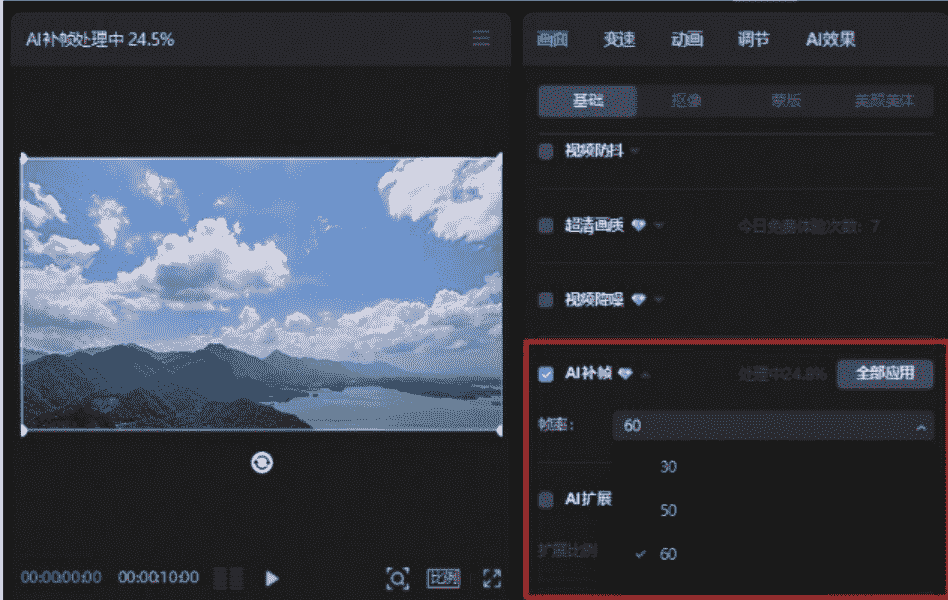 AI补帧处理中 24.5%
画面 变速 动画 调节 AI效果
基础 抠像 蒙版 美颜美体
视频防抖
超清画质 今日免费体验次数：7
视频降噪
AI补帧 处理中24.8% 全部应用
帧率： 60
30
AI扩展
50
扩展比例
60
00:00:00:00 00:00:10:00 比例